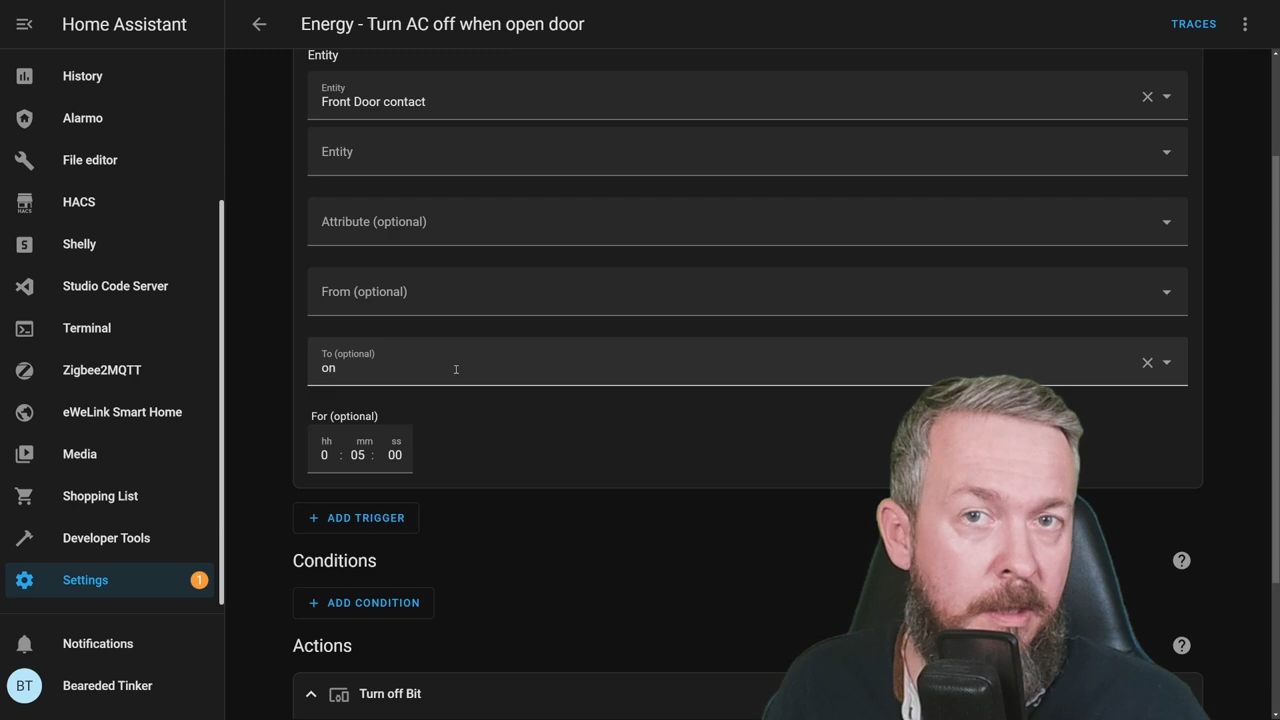 Home Assistant
Energy - Turn AC off when open door
TRACES
History
Alarmo
File editor
HACS
HACS
Shelly
Studio Code Server
Terminal
Zigbee2MQTT
eWeLink Smart Home
Media
Shopping List
Developer Tools
Settings
1
Notifications
BT
Beareded Tinker
Entity
Entity
Front Door contact
Entity
Attribute (optional)
From (optional)
To (optional)
on
For (optional)
hh mm ss
0 : 05 : 00
+ ADD TRIGGER
Conditions
+ ADD CONDITION
Actions
Turn off Bit